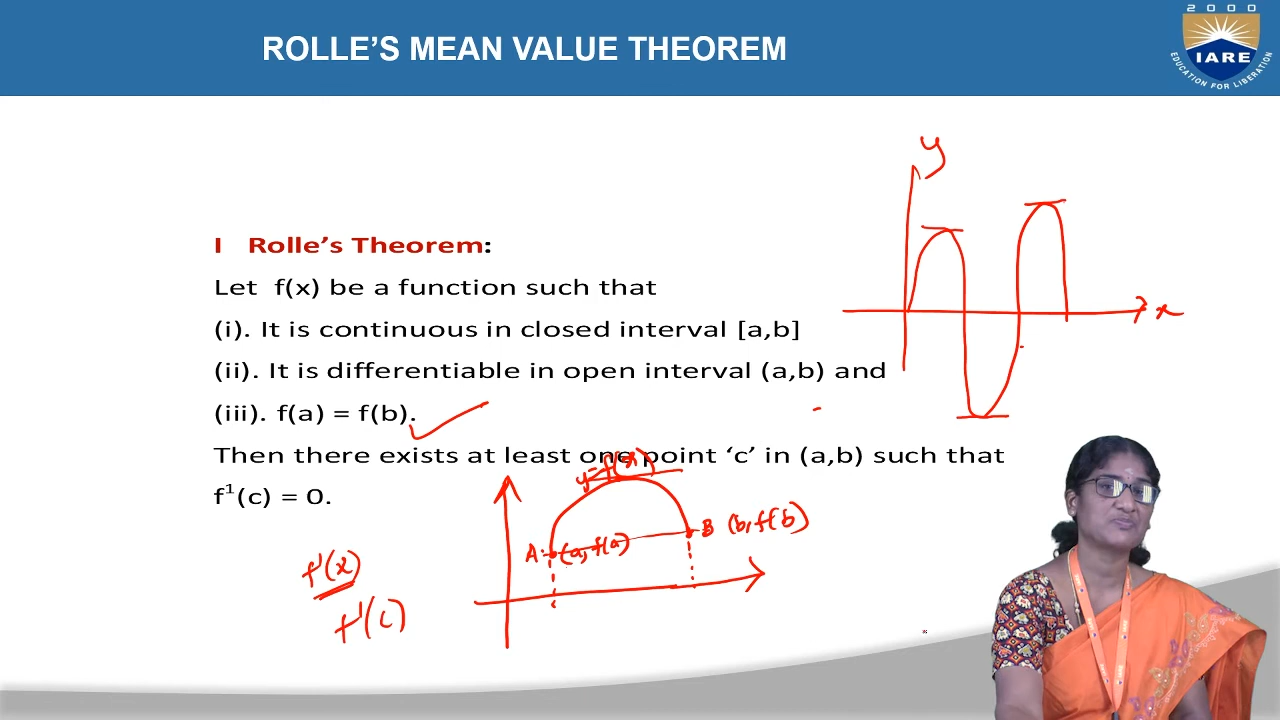 ROLLE'S MEAN VALUE THEOREM
2000
IARE
EDUCATION FOR LIBERATION
I Rolle's Theorem:
Let f(x) be a function such that
(i). It is continuous in closed interval [a,b]
(ii). It is differentiable in open interval (a,b) and
(iii). f(a) = f(b).
Then there exists at least one point 'c' in (a,b) such that
f¹(c) = 0.
y
x
y=f(x)
A (a, f(a)
B (b, f(b)
f'(x)
f'(c)